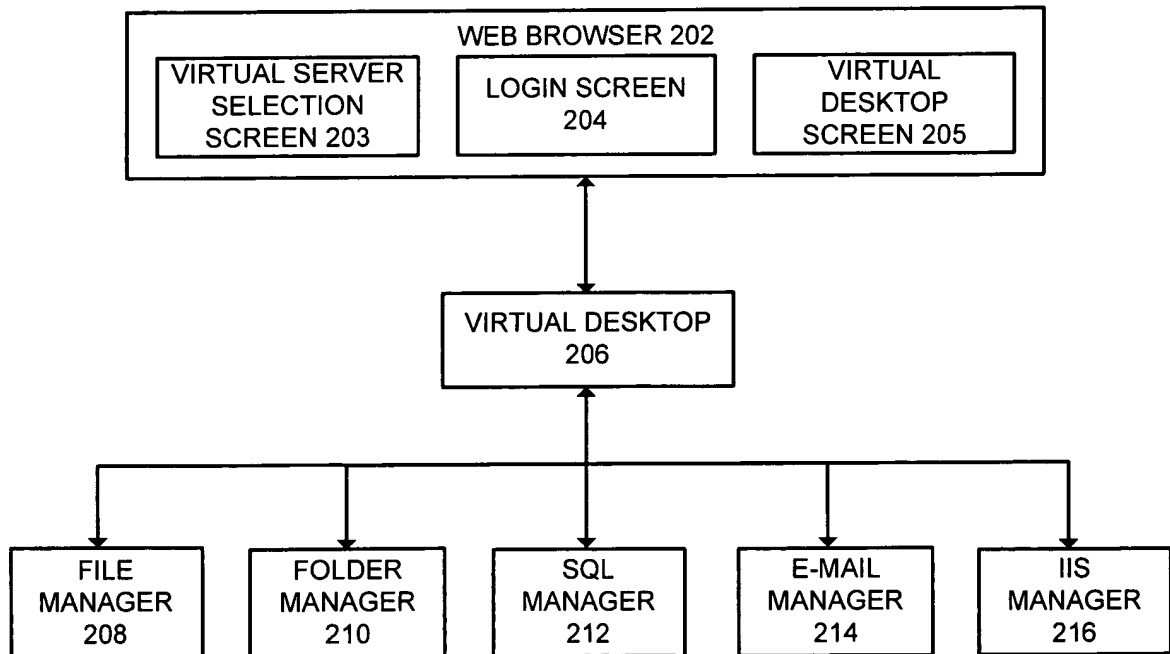 WEB BROWSER 202
VIRTUAL SERVER
SELECTION
SCREEN 203
LOGIN SCREEN
204
VIRTUAL
DESKTOP
SCREEN 205
VIRTUAL DESKTOP
206
FILE
MANAGER
208
FOLDER
MANAGER
210
SQL
MANAGER
212
E-MAIL
MANAGER
214
IIS
MANAGER
216